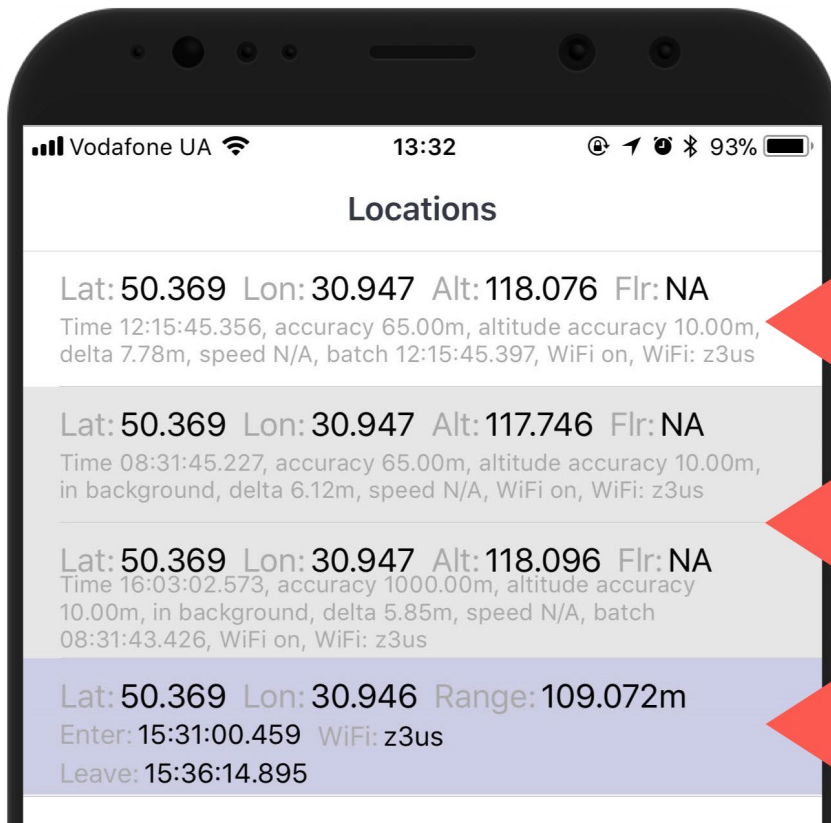 Vodafone UA 13:32 93%
Locations
Lat: 50.369 Lon: 30.947 Alt: 118.076 Flr: NA
Time 12:15:45.356, accuracy 65.00m, altitude accuracy 10.00m,
delta 7.78m, speed N/A, batch 12:15:45.397, WiFi on, WiFi: z3us
Lat: 50.369 Lon: 30.947 Alt: 117.746 Flr: NA
Time 08:31:45.227, accuracy 65.00m, altitude accuracy 10.00m,
in background, delta 6.12m, speed N/A, WiFi on, WiFi: z3us
Lat: 50.369 Lon: 30.947 Alt: 118.096 Flr: NA
Time 16:03:02.573, accuracy 1000.00m, altitude accuracy
10.00m, in background, delta 5.85m, speed N/A, batch
08:31:43.426, WiFi on, WiFi: z3us
Lat: 50.369 Lon: 30.946 Range: 109.072m
Enter: 15:31:00.459 WiFi: z3us
Leave: 15:36:14.895